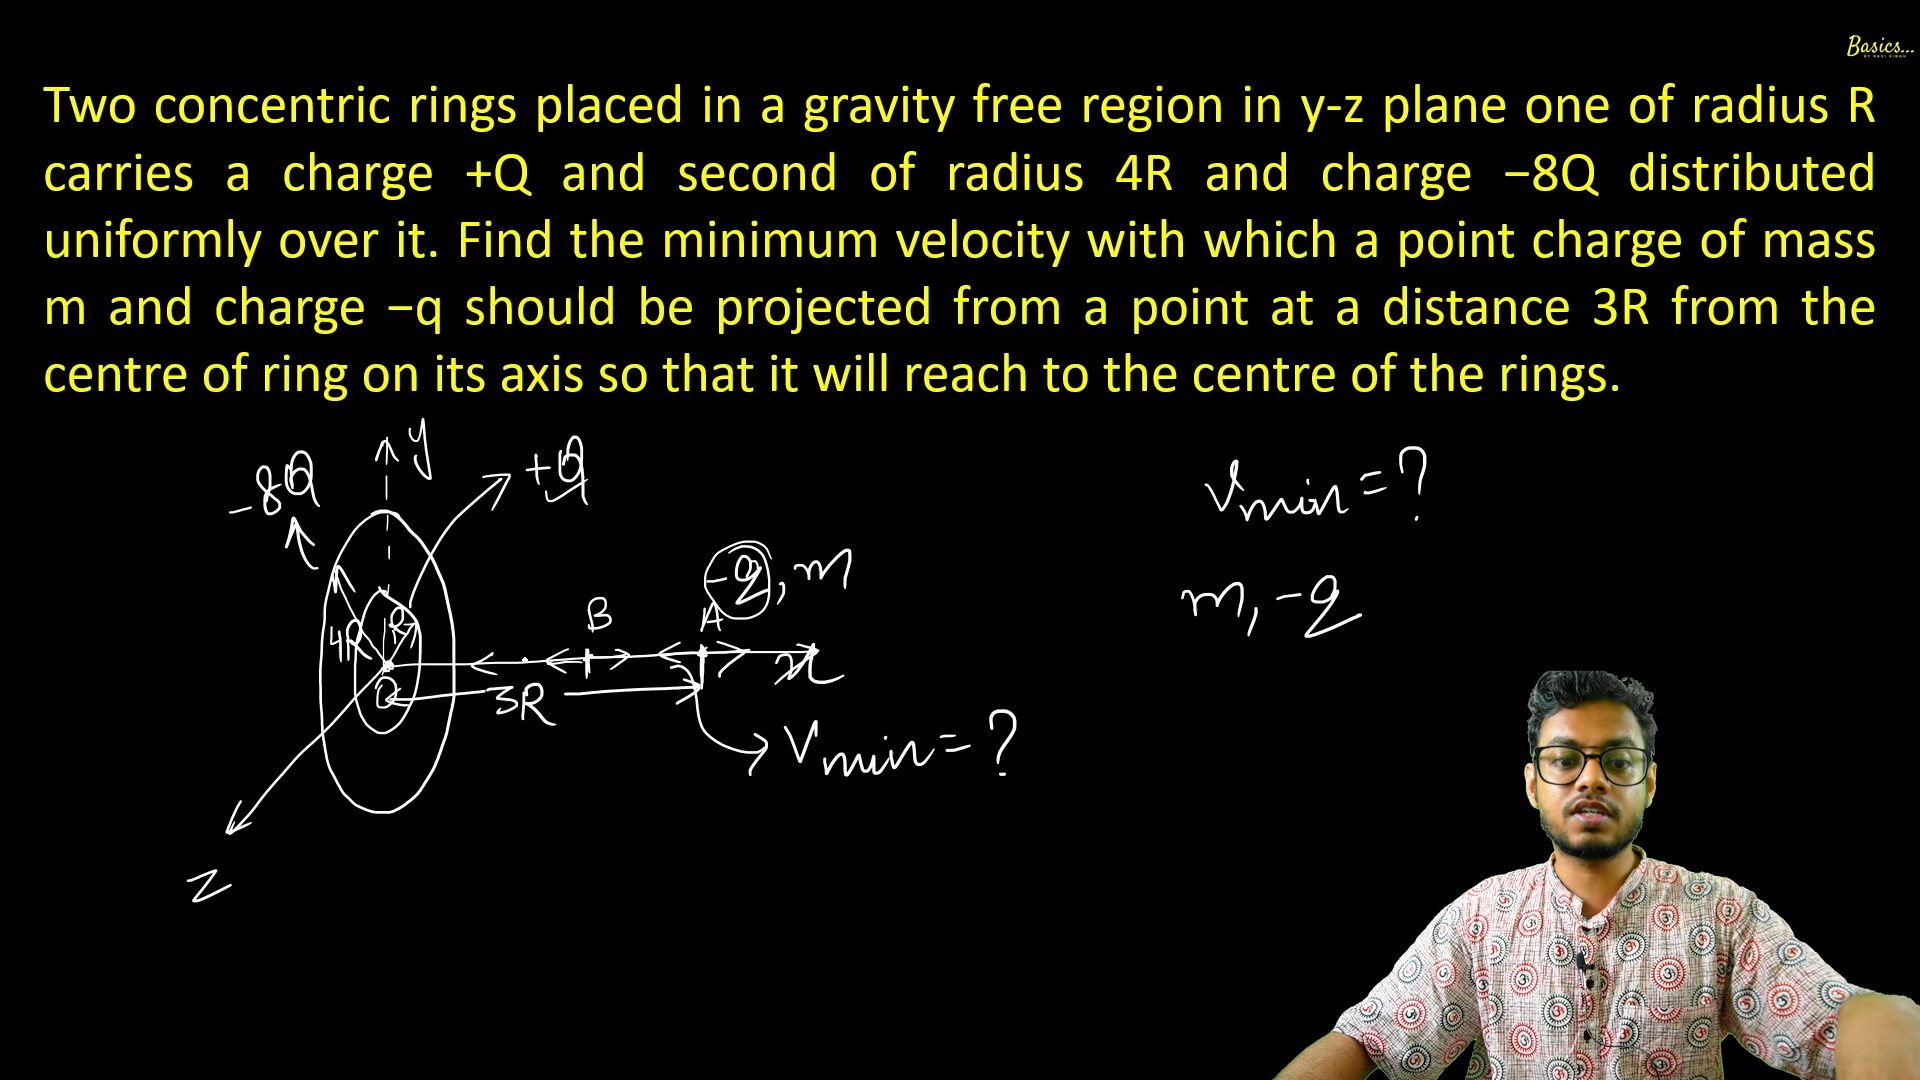 Basics...
BY RAVI SINGH
Two concentric rings placed in a gravity free region in y-z plane one of radius R
carries a charge +Q and second of radius 4R and charge −8Q distributed
uniformly over it. Find the minimum velocity with which a point charge of mass
m and charge −q should be projected from a point at a distance 3R from the
centre of ring on its axis so that it will reach to the centre of the rings.
y
-8Q
+Q
vmin = ?
-q, m
m, -q
B
A
4R
R
x
O
3R
Vmin = ?
z